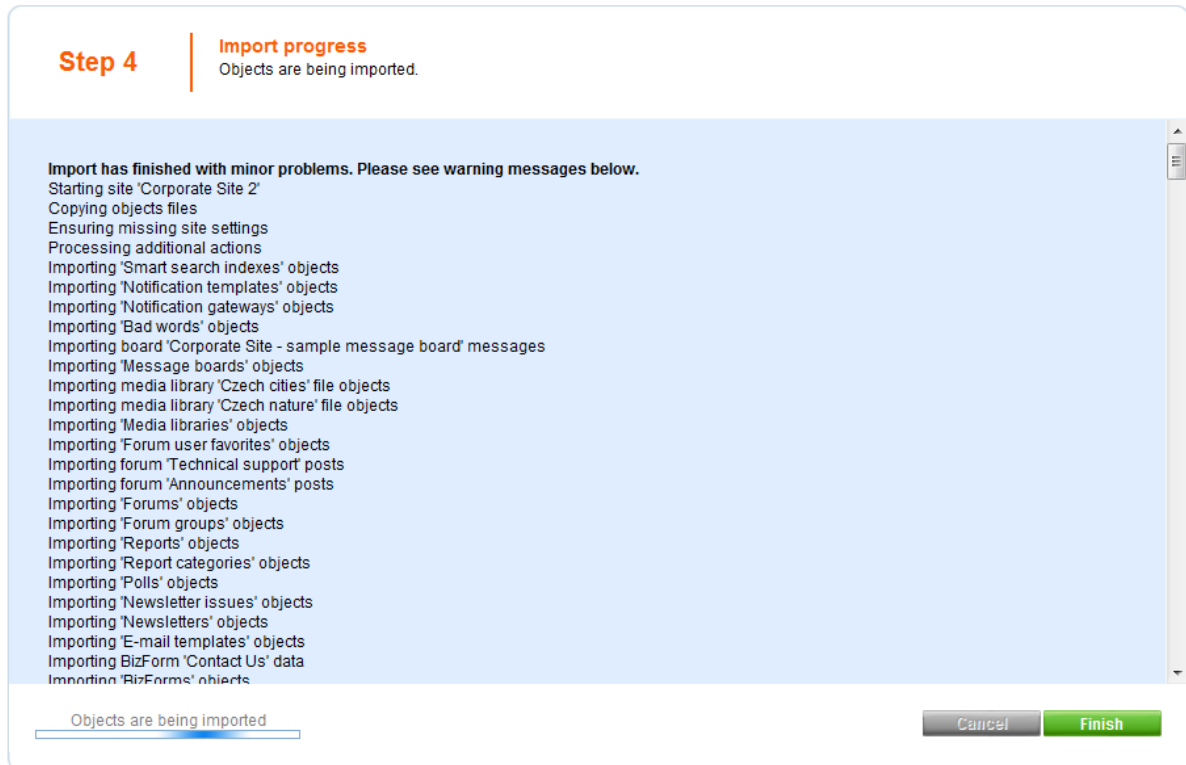 Step 4
Import progress
Objects are being imported.
Import has finished with minor problems. Please see warning messages below.
Starting site 'Corporate Site 2'
Copying objects files
Ensuring missing site settings
Processing additional actions
Importing 'Smart search indexes' objects
Importing 'Notification templates' objects
Importing 'Notification gateways' objects
Importing 'Bad words' objects
Importing board 'Corporate Site - sample message board' messages
Importing 'Message boards' objects
Importing media library 'Czech cities' file objects
Importing media library 'Czech nature' file objects
Importing 'Media libraries' objects
Importing 'Forum user favorites' objects
Importing forum 'Technical support' posts
Importing forum 'Announcements' posts
Importing 'Forums' objects
Importing 'Forum groups' objects
Importing 'Reports' objects
Importing 'Report categories' objects
Importing 'Polls' objects
Importing 'Newsletter issues' objects
Importing 'Newsletters' objects
Importing 'E-mail templates' objects
Importing BizForm 'Contact Us' data
Importing 'BizForms' objects
Objects are being imported
Cancel
Finish